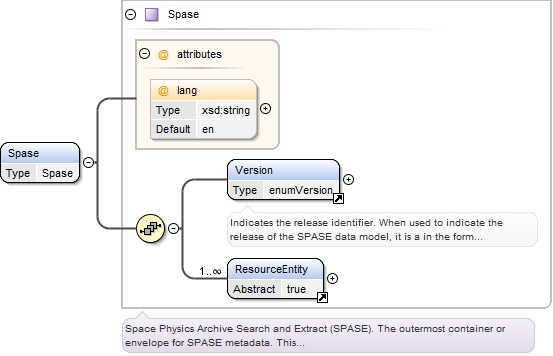 Spase
@ attributes
@ lang
Type xsd:string
Default en
Spase
Type Spase
Version
Type enumVersion
Indicates the release identifier. When used to indicate the
release of the SPASE data model, it is a in the form...
1..∞
ResourceEntity
Abstract true
Space Physics Archive Search and Extract (SPASE). The outermost container or
envelope for SPASE metadata. This...